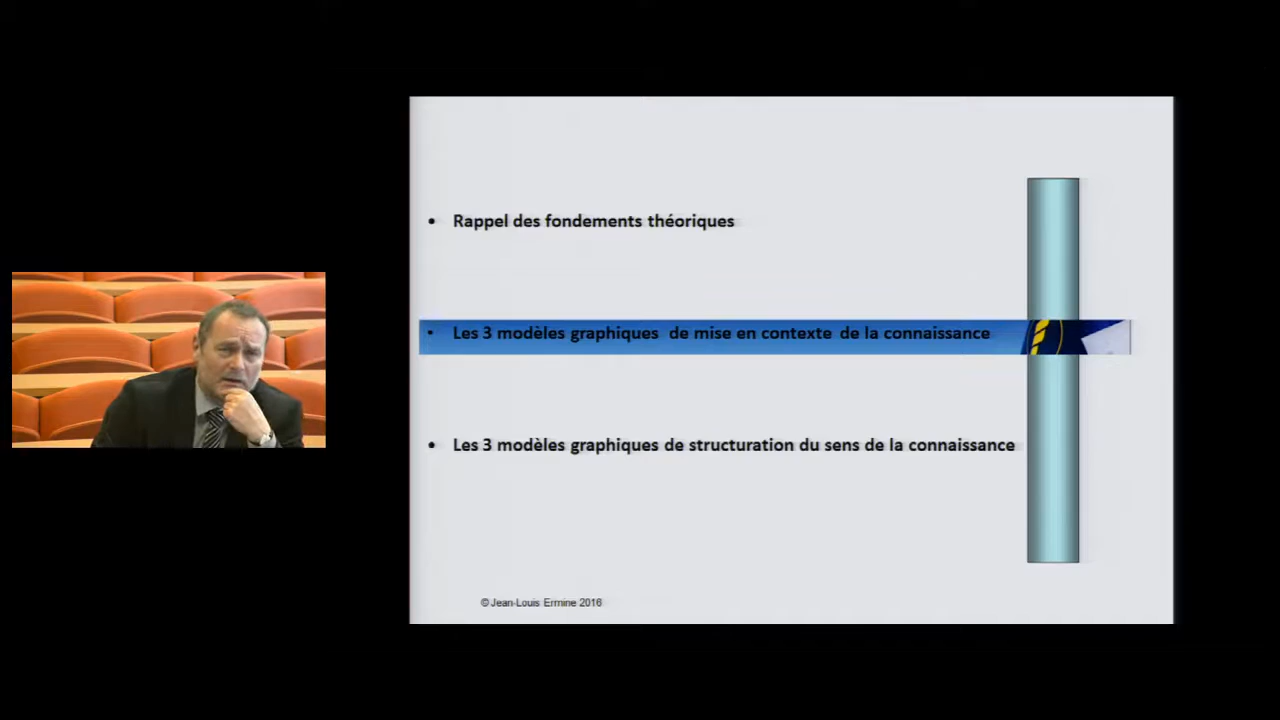 • Rappel des fondements théoriques
• Les 3 modèles graphiques de mise en contexte de la connaissance
• Les 3 modèles graphiques de structuration du sens de la connaissance
© Jean-Louis Ermine 2016